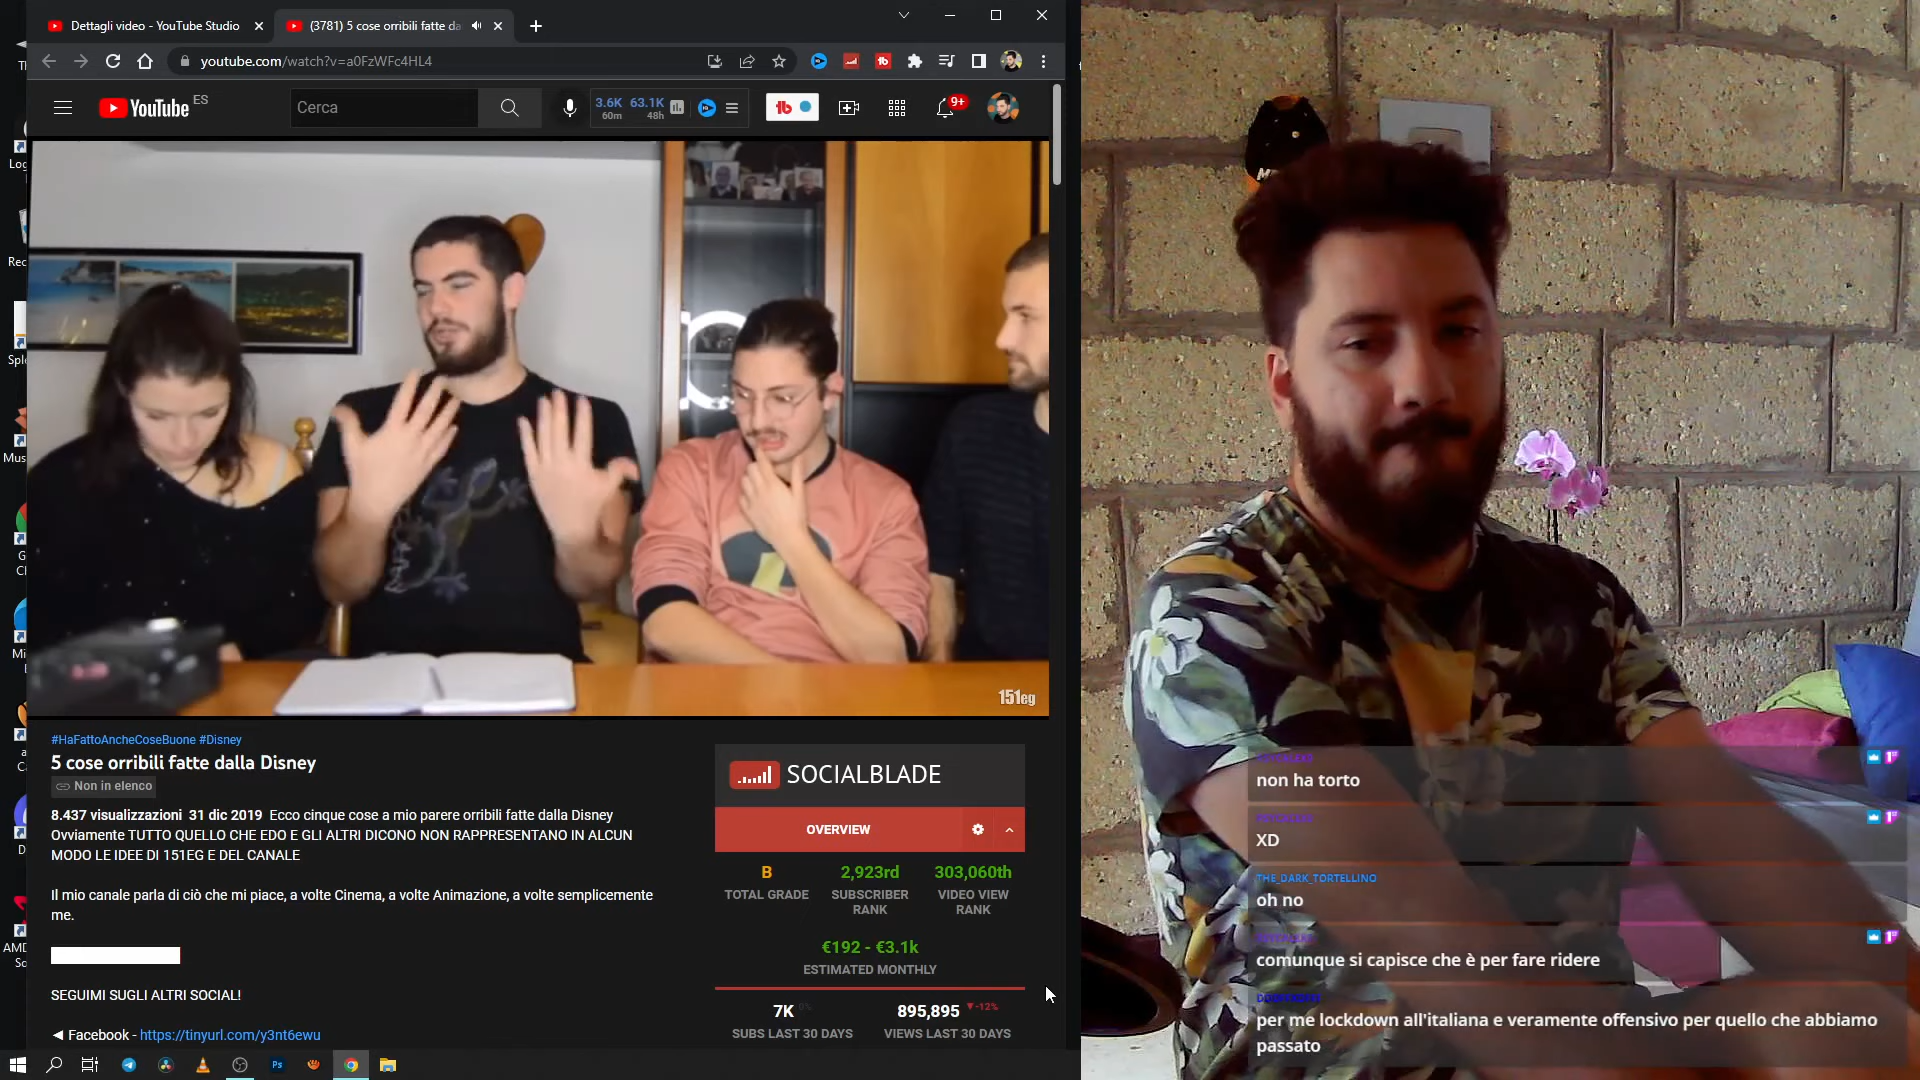 Dettagli video - YouTube Studio
(3781) 5 cose orribili fatte da
youtube.com/watch?v=a0FzWFc4HL4
YouTube ES
Cerca
3.6K 63.1K
60m 48h
9+
151eg
#HaFattoAncheCoseBuone #Disney
5 cose orribili fatte dalla Disney
Non in elenco
8.437 visualizzazioni 31 dic 2019 Ecco cinque cose a mio parere orribili fatte dalla Disney
Ovviamente TUTTO QUELLO CHE EDO E GLI ALTRI DICONO NON RAPPRESENTANO IN ALCUN
MODO LE IDEE DI 151EG E DEL CANALE
Il mio canale parla di ciò che mi piace, a volte Cinema, a volte Animazione, a volte semplicemente
me.
SEGUIMI SUGLI ALTRI SOCIAL!
◄ Facebook - https://tinyurl.com/y3nt6ewu
SOCIALBLADE
OVERVIEW
B 2,923rd 303,060th
TOTAL GRADE SUBSCRIBER RANK VIDEO VIEW RANK
€192 - €3.1k
ESTIMATED MONTHLY
7K 0% 895,895 -12%
SUBS LAST 30 DAYS VIEWS LAST 30 DAYS
non ha torto
XD
THE_DARK_TORTELLINO
oh no
comunque si capisce che è per fare ridere
per me lockdown all'italiana e veramente offensivo per quello che abbiamo
passato